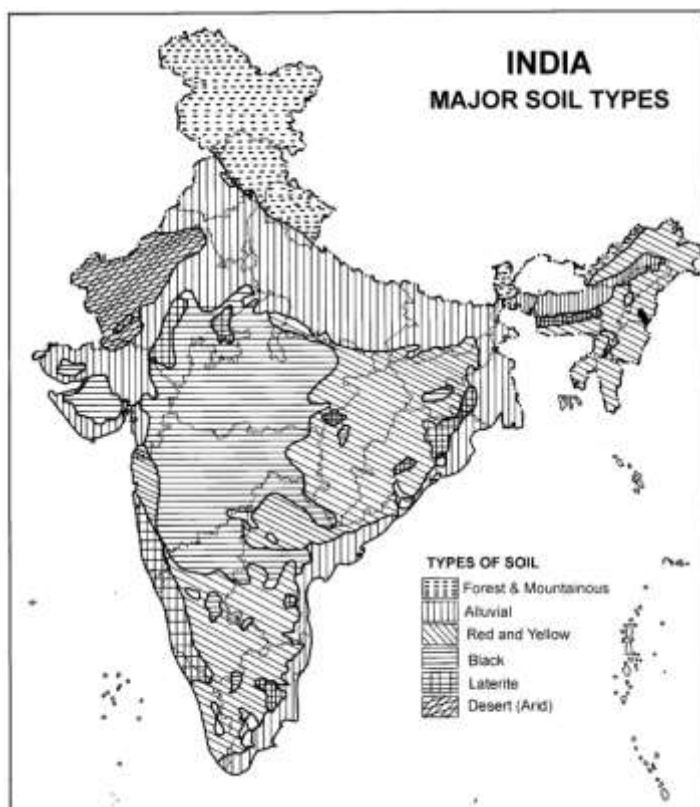 INDIA
MAJOR SOIL TYPES
TYPES OF SOIL
Forest & Mountainous
Alluvial
Red and Yellow
Black
Laterite
Desert (Arid)